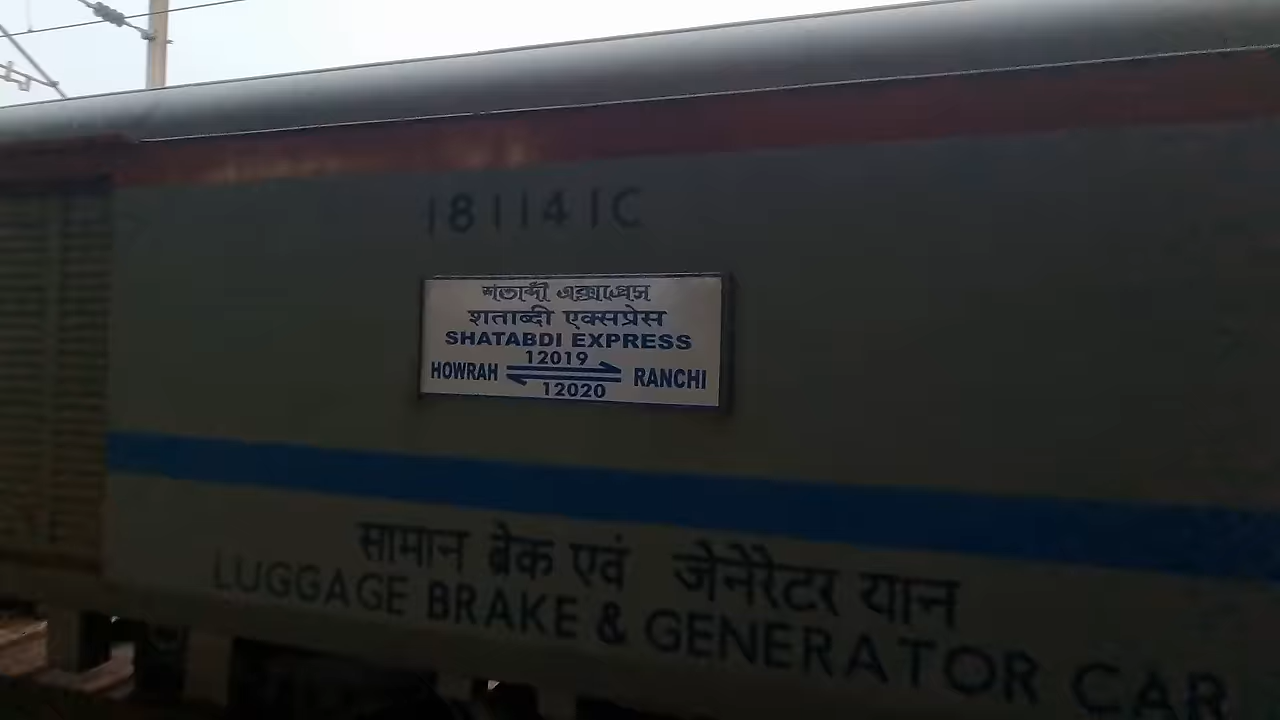 181141C
শতাব্দী এক্সপ্রেস
शताब्दी एक्सप्रेस
SHATABDI EXPRESS
12019
HOWRAH RANCHI
12020
सामान ब्रेक एवं जेनेरेटर यान
LUGGAGE BRAKE & GENERATOR CAR